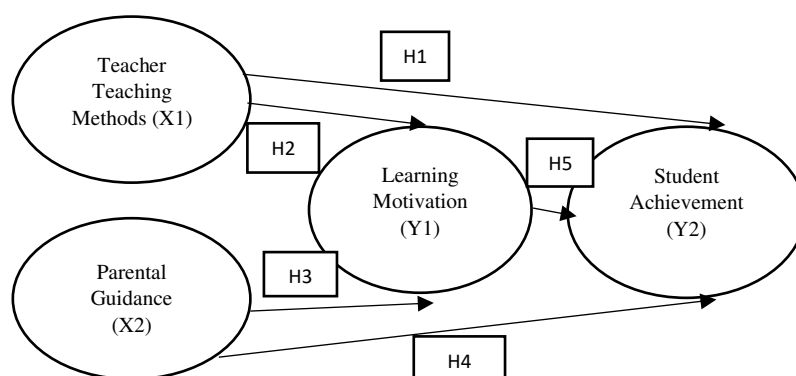 H1
Teacher
Teaching
Methods (X1)
H2
Learning
Motivation
(Y1)
H5
Student
Achievement
(Y2)
Parental
Guidance
(X2)
H3
H4